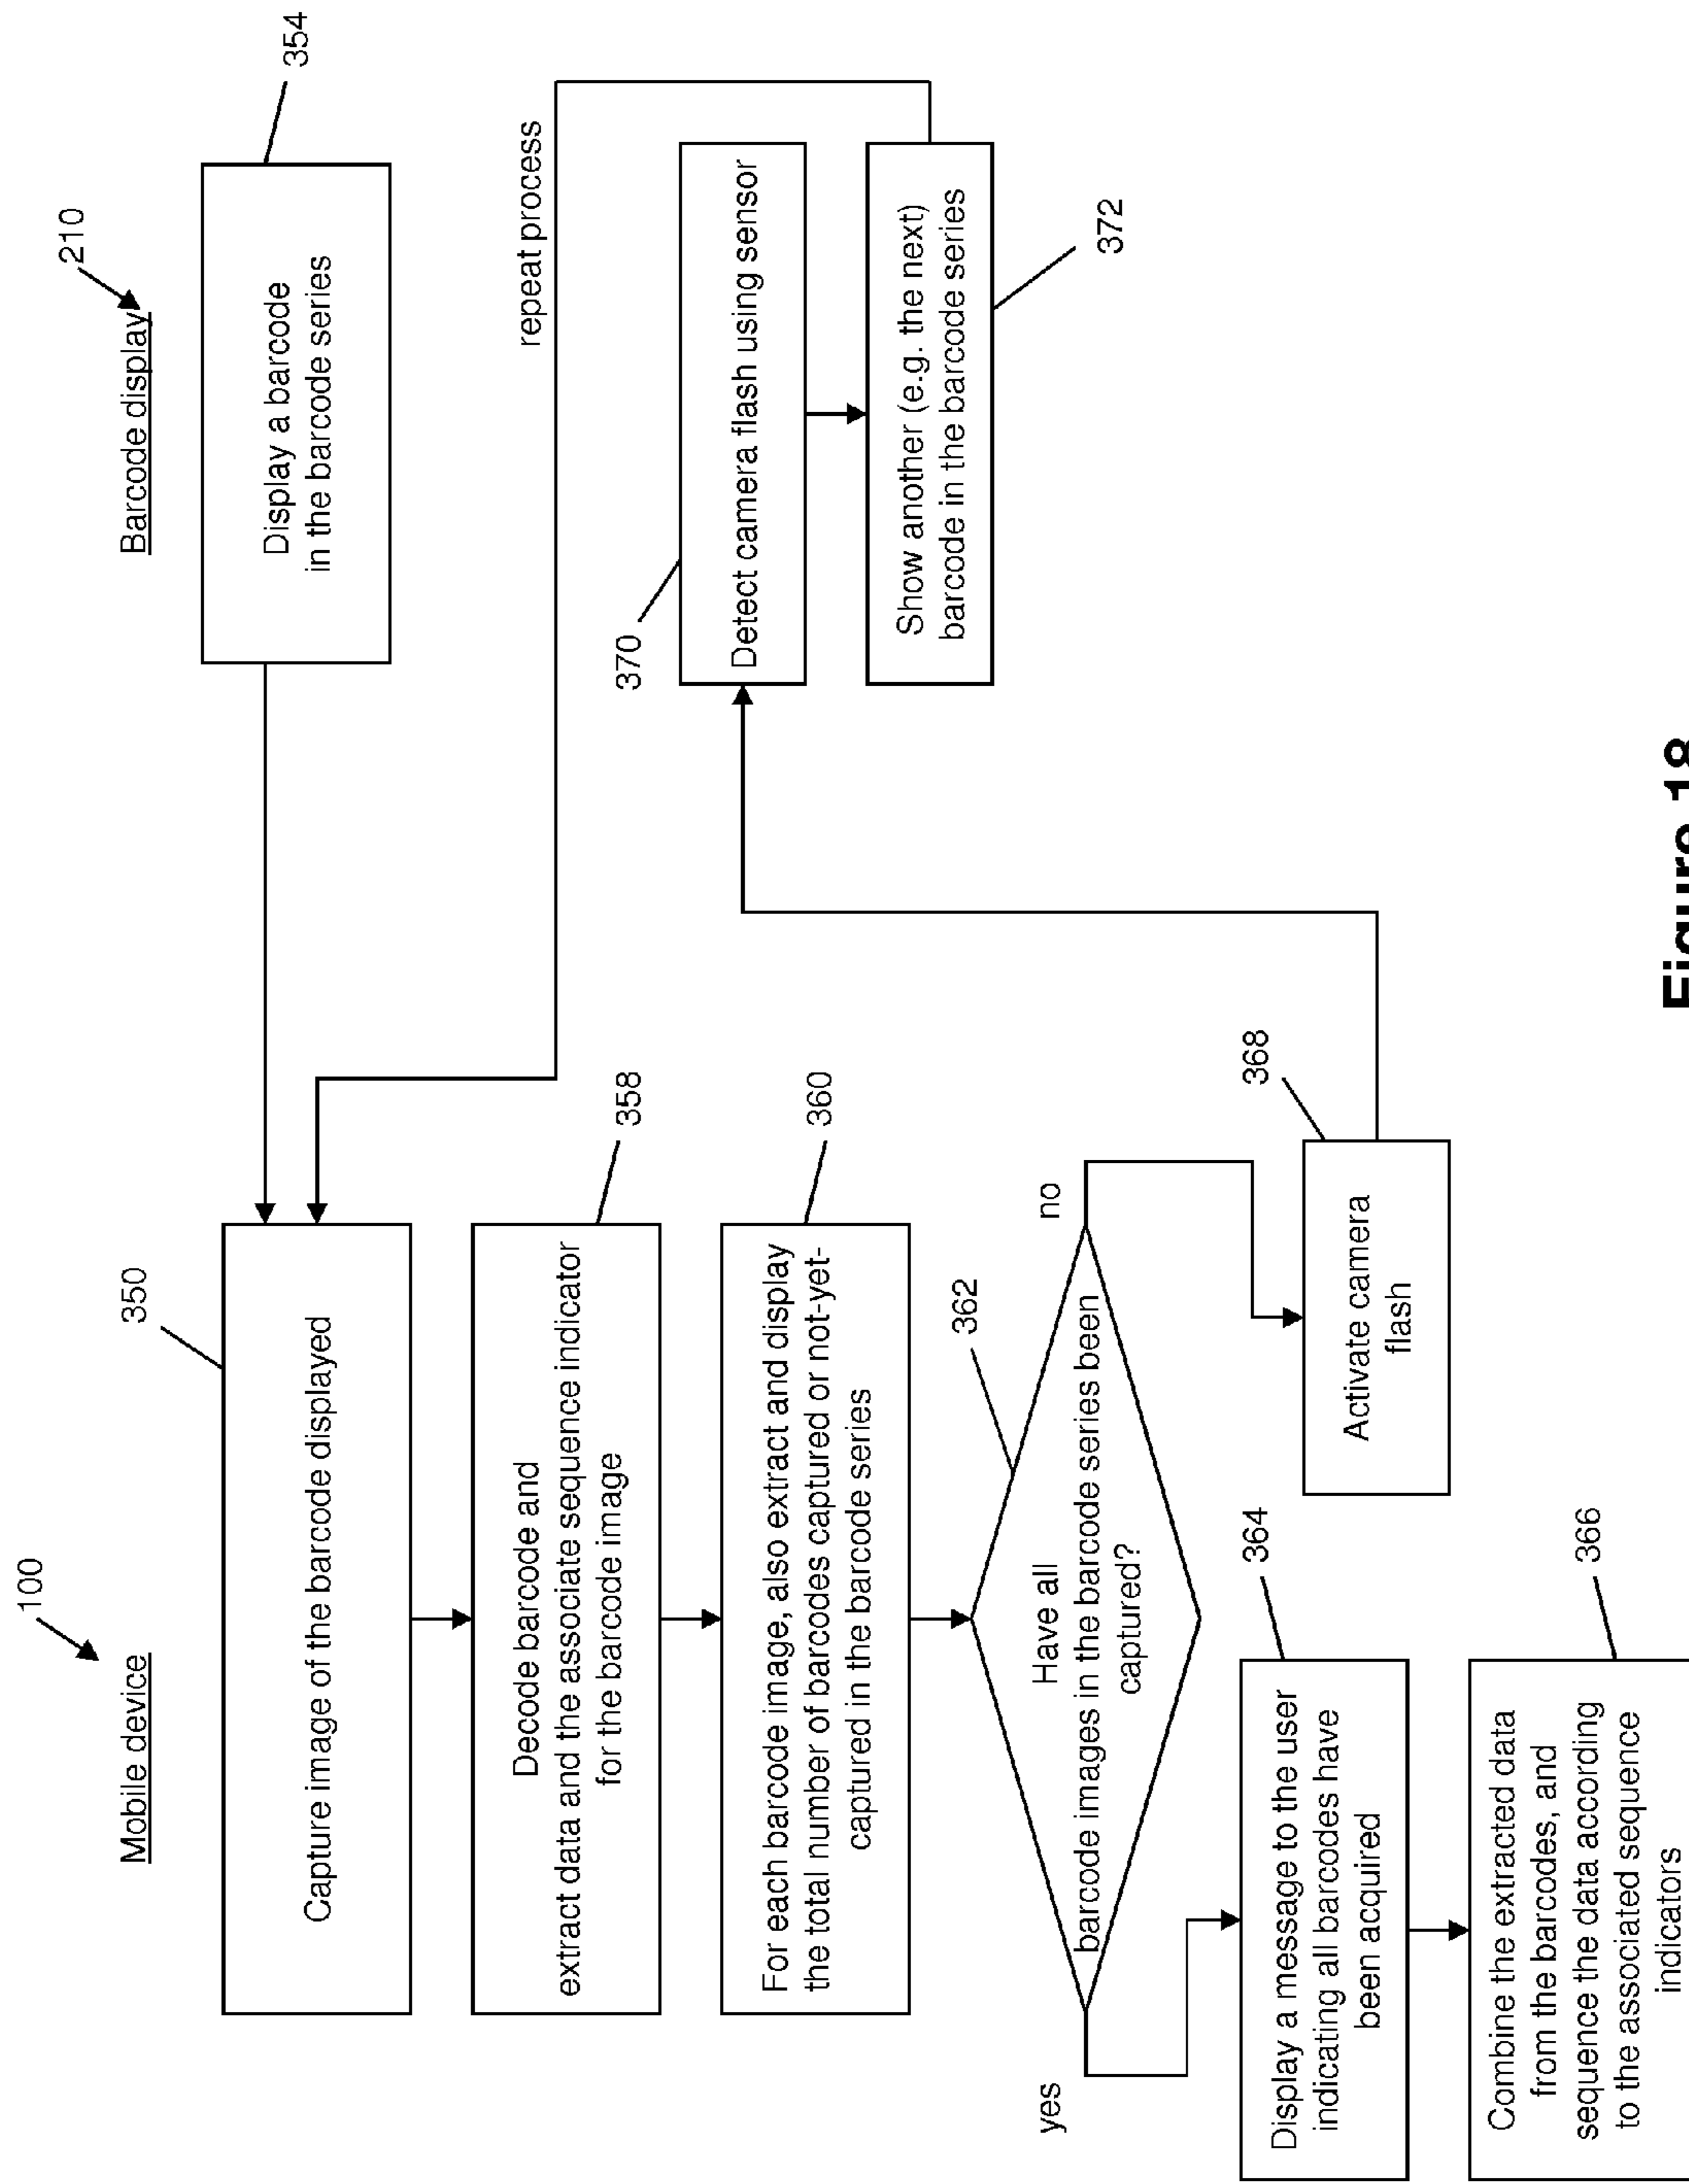 100
Mobile device
210
Barcode display
350
Capture image of the barcode displayed
354
Display a barcode
in the barcode series
358
Decode barcode and
extract data and the associate sequence indicator
for the barcode image
repeat process
360
For each barcode image, also extract and display
the total number of barcodes captured or not-yet-
captured in the barcode series
370
Detect camera flash using sensor
362
Have all
barcode images in the barcode series been
captured?
372
Show another (e.g. the next)
barcode in the barcode series
yes
no
364
Display a message to the user
indicating all barcodes have
been acquired
368
Activate camera
flash
366
Combine the extracted data
from the barcodes, and
sequence the data according
to the associated sequence
indicators
Figure 18